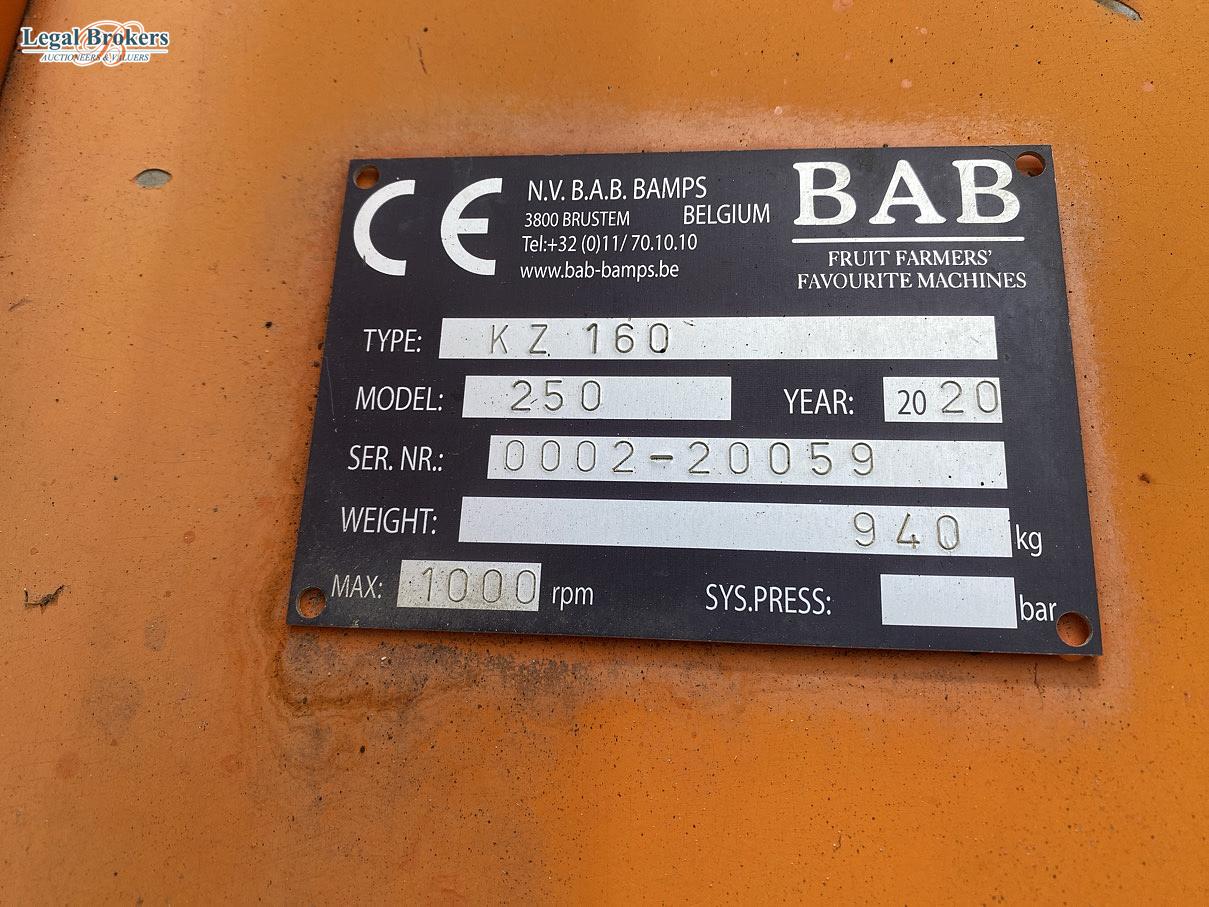 Legal Brokers
AUCTIONEERS & VALUERS
CE
N.V. B.A.B. BAMPS
3800 BRUSTEM BELGIUM
Tel:+32 (0)11/ 70.10.10
www.bab-bamps.be
BAB
FRUIT FARMERS'
FAVOURITE MACHINES
TYPE: KZ 160
MODEL: 250 YEAR: 20 20
SER. NR.: 0002-20059
WEIGHT: 940 kg
MAX: 1000 rpm SYS.PRESS: bar